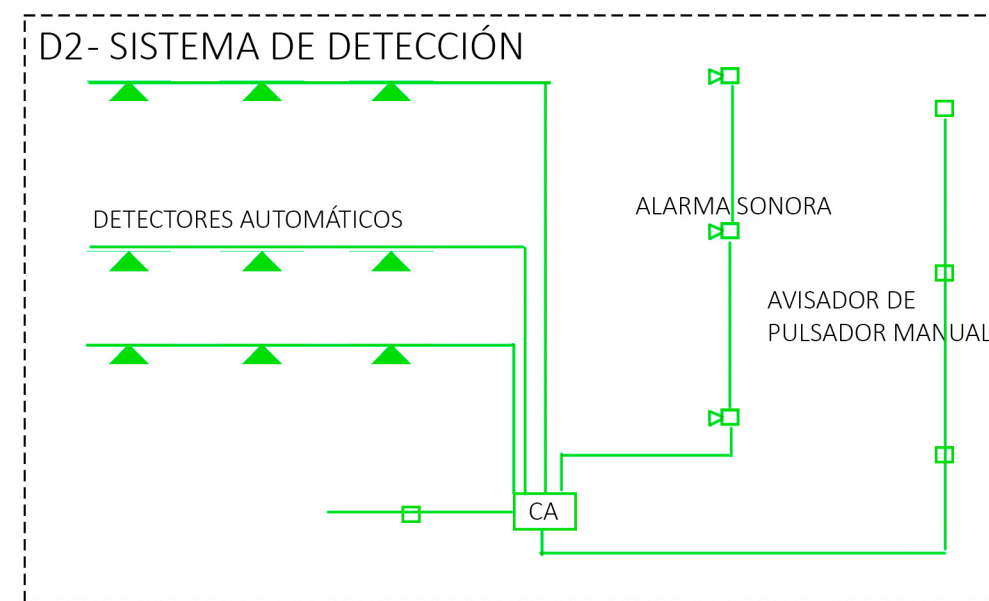 D2- SISTEMA DE DETECCIÓN
DETECTORES AUTOMÁTICOS
ALARMA SONORA
AVISADOR DE
PULSADOR MANUAL
CA